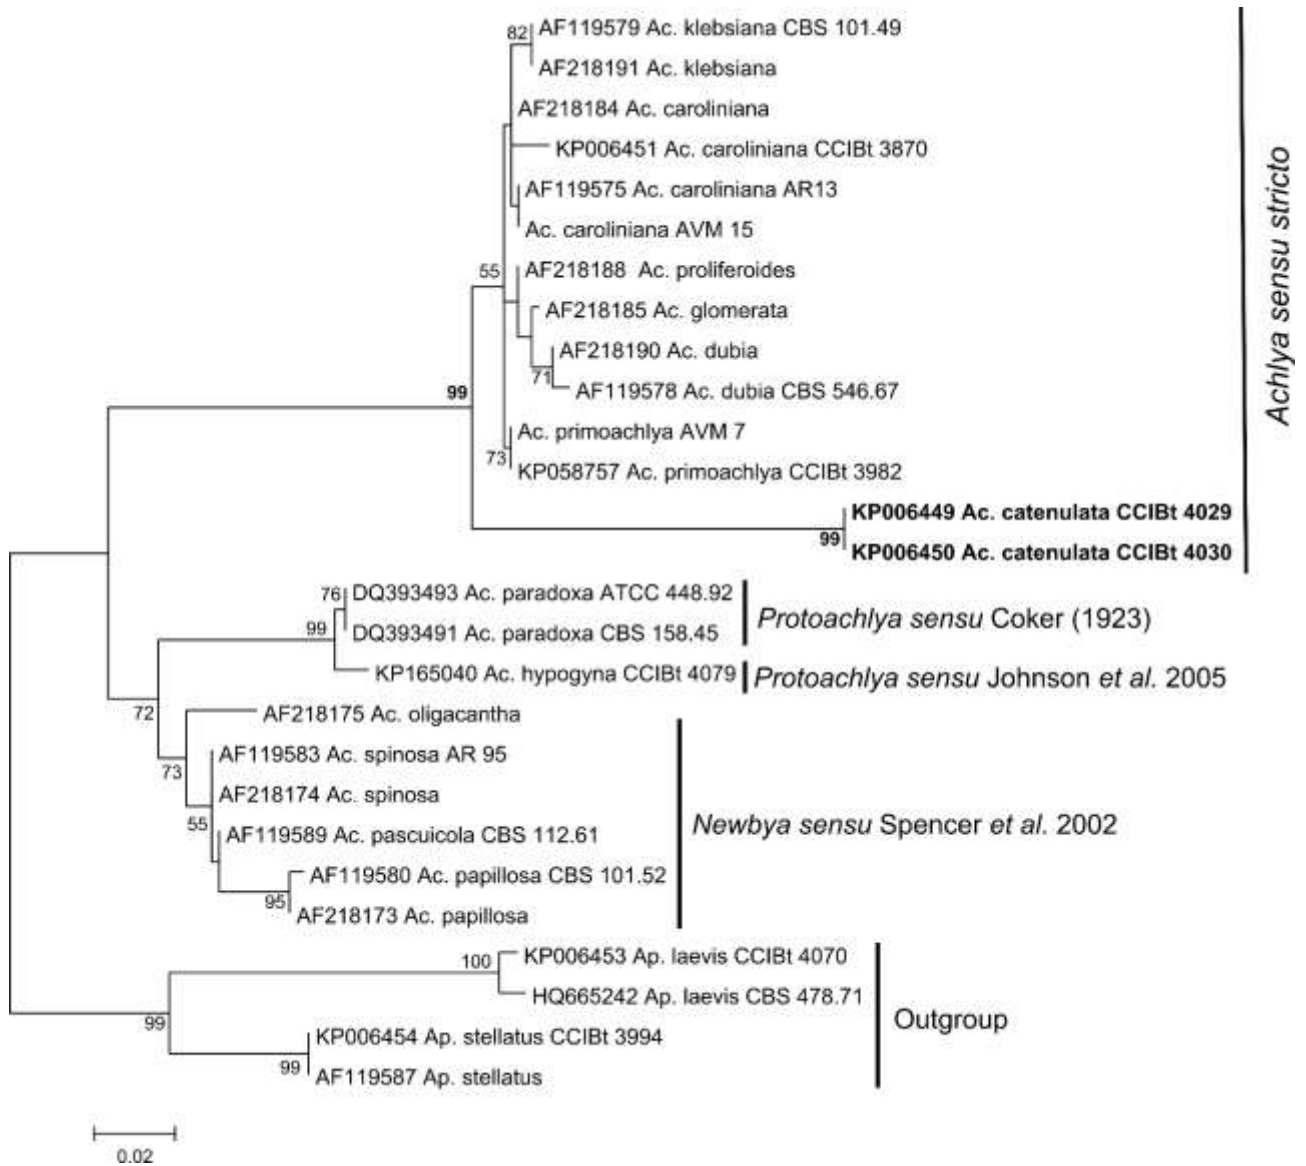 82
AF119579 Ac. klebsiana CBS 101.49
AF218191 Ac. klebsiana
AF218184 Ac. caroliniana
KP006451 Ac. caroliniana CCIBt 3870
AF119575 Ac. caroliniana AR13
Ac. caroliniana AVM 15
55
AF218188 Ac. proliferoides
AF218185 Ac. glomerata
AF218190 Ac. dubia
71
AF119578 Ac. dubia CBS 546.67
99
Ac. primoachlya AVM 7
73
KP058757 Ac. primoachlya CCIBt 3982
KP006449 Ac. catenulata CCIBt 4029
99
KP006450 Ac. catenulata CCIBt 4030
Achlya sensu stricto
76
DQ393493 Ac. paradoxa ATCC 448.92
99
DQ393491 Ac. paradoxa CBS 158.45
Protoachlya sensu Coker (1923)
KP165040 Ac. hypogyna CCIBt 4079
Protoachlya sensu Johnson et al. 2005
72
AF218175 Ac. oligacantha
73
AF119583 Ac. spinosa AR 95
AF218174 Ac. spinosa
55
AF119589 Ac. pascuicola CBS 112.61
AF119580 Ac. papillosa CBS 101.52
95
AF218173 Ac. papillosa
Newbya sensu Spencer et al. 2002
100
KP006453 Ap. laevis CCIBt 4070
HQ665242 Ap. laevis CBS 478.71
99
KP006454 Ap. stellatus CCIBt 3994
99
AF119587 Ap. stellatus
Outgroup
0.02